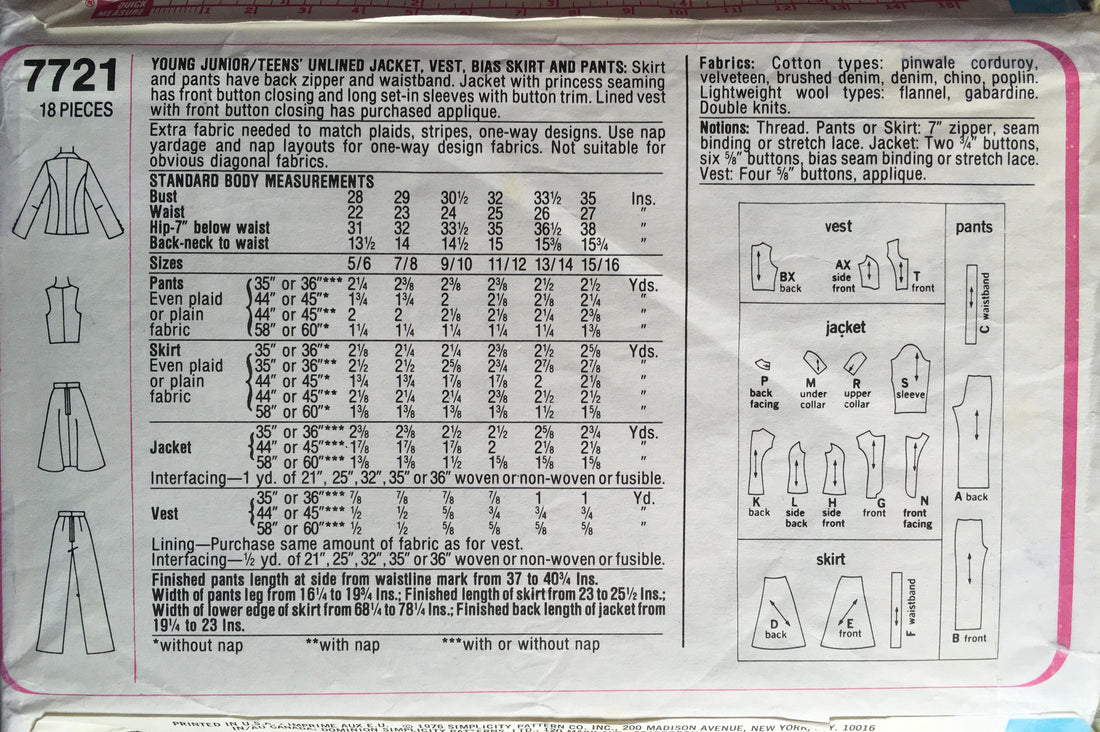 QUICK
MEASURE
7721
18 PIECES
YOUNG JUNIOR/TEENS' UNLINED JACKET, VEST, BIAS SKIRT AND PANTS: Skirt
and pants have back zipper and waistband. Jacket with princess seaming
has front button closing and long set-in sleeves with button trim. Lined vest
with front button closing has purchased applique.
Extra fabric needed to match plaids, stripes, one-way designs. Use nap
yardage and nap layouts for one-way design fabrics. Not suitable for
obvious diagonal fabrics.
STANDARD BODY MEASUREMENTS
Bust 28 29 30½ 32 33½ 35 Ins.
Waist 22 23 24 25 26 27 "
Hip-7" below waist 31 32 33½ 35 36½ 38 "
Back-neck to waist 13½ 14 14½ 15 15⅜ 15¾ "
Sizes 5/6 7/8 9/10 11/12 13/14 15/16
Pants 35" or 36"*** 2¼ 2⅜ 2⅜ 2⅜ 2½ 2½ Yds.
Even plaid 44" or 45"* 1¾ 1¾ 2 2⅛ 2⅛ 2¼ "
or plain 44" or 45"** 2 2 2⅛ 2⅛ 2¼ 2⅜ "
fabric 58" or 60"* 1¼ 1¼ 1¼ 1¼ 1¼ 1⅜ "
Skirt 35" or 36"* 2⅛ 2¼ 2¼ 2⅜ 2½ 2⅝ Yds.
Even plaid 35" or 36"** 2½ 2½ 2⅝ 2¾ 2⅞ 2⅞ "
or plain 44" or 45"* 1¾ 1¾ 1⅞ 1⅞ 2 2⅛ "
fabric 44" or 45"** 2⅛ 2¼ 2¼ 2⅜ 2½ 2½ "
58" or 60"* 1⅜ 1⅜ 1⅜ 1⅜ 1½ 1⅝ "
35" or 36"*** 2⅜ 2⅜ 2½ 2½ 2⅝ 2¾ Yds.
Jacket 44" or 45"*** 1⅞ 1⅞ 1⅞ 2 2⅛ 2⅛ "
58" or 60"*** 1⅜ 1⅜ 1½ 1⅝ 1⅝ 1⅝ "
Interfacing—1 yd. of 21", 25", 32", 35" or 36" woven or non-woven or fusible.
35" or 36"*** ⅞ ⅞ ⅞ ⅞ 1 1 Yd.
Vest 44" or 45"*** ½ ½ ⅝ ¾ ¾ ¾ "
58" or 60"*** ½ ½ ⅝ ⅝ ⅝ ⅝ "
Lining—Purchase same amount of fabric as for vest.
Interfacing—½ yd. of 21", 25", 32", 35" or 36" woven or non-woven or fusible.
Finished pants length at side from waistline mark from 37 to 40¾ Ins.
Width of pants leg from 16¼ to 19¾ Ins.; Finished length of skirt from 23 to 25½ Ins.;
Width of lower edge of skirt from 68¼ to 78¼ Ins.; Finished back length of jacket from
19¼ to 23 Ins.
*without nap **with nap ***with or without nap
Fabrics: Cotton types: pinwale corduroy,
velveteen, brushed denim, denim, chino, poplin.
Lightweight wool types: flannel, gabardine.
Double knits.
Notions: Thread. Pants or Skirt: 7" zipper, seam
binding or stretch lace. Jacket: Two ¾" buttons,
six ⅝" buttons, bias seam binding or stretch lace.
Vest: Four ⅝" buttons, applique.
vest
BX
back
AX
side
front
T
front
pants
C waistband
A back
B front
jacket
P
back
facing
M
under
collar
R
upper
collar
S
sleeve
K
back
L
side
back
H
side
front
G
front
N
front
facing
skirt
D
back
E
front
F waistband
PRINTED IN U.S.A. IMPRIME AUX E.U. © 1976 SIMPLICITY PATTERN CO. INC., 200 MADISON AVENUE, NEW YORK, N.Y. 10016
IN/AU CANADA, DOMINION SIMPLICITY PATTERNS LTD., 120